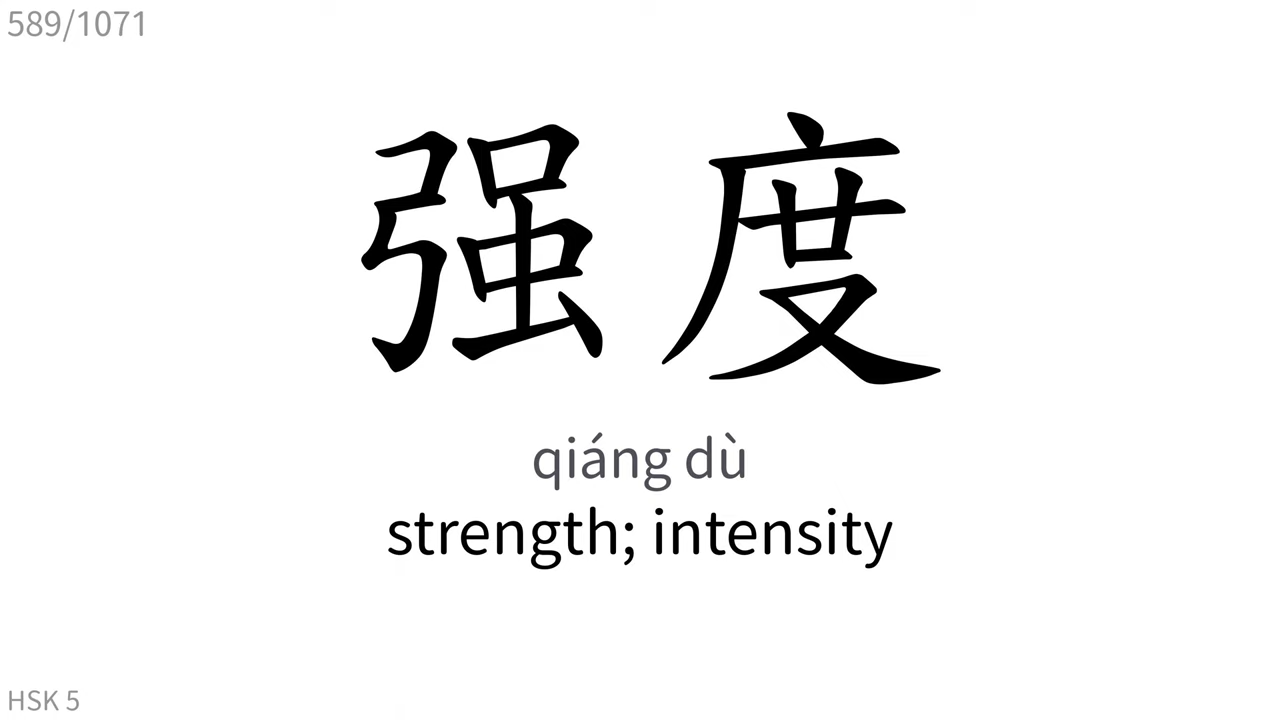 589/1071
强度
qiáng dù
strength; intensity
HSK 5